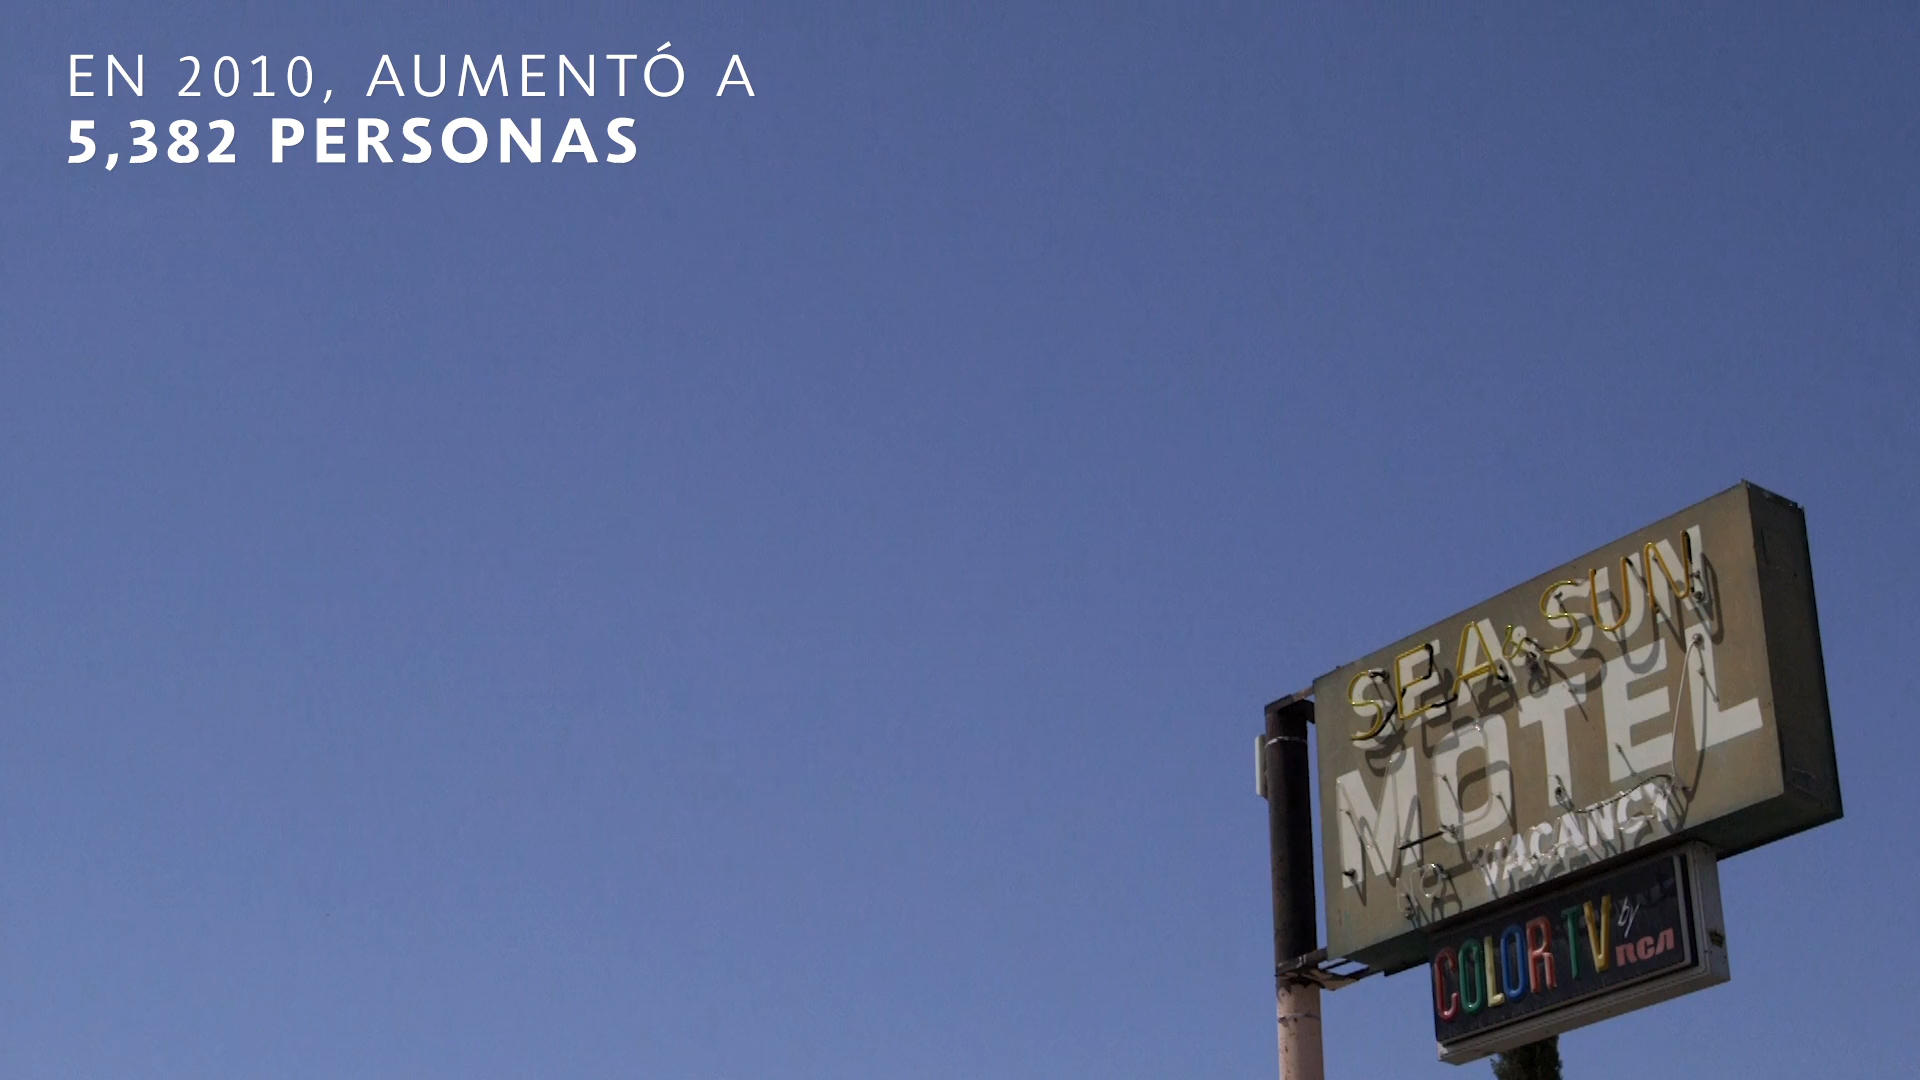 EN 2010, AUMENTÓ A
5,382 PERSONAS
SEA & SUN
MOTEL
NO VACANCY
COLOR TV by RCA